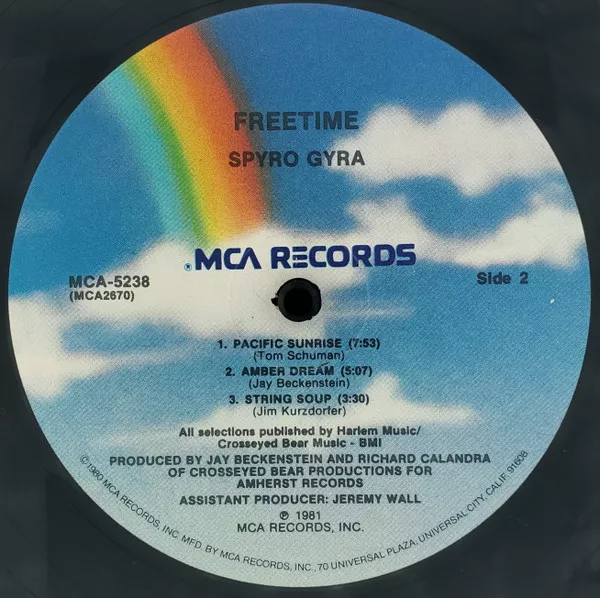 FREETIME
SPYRO GYRA
® MCA RECORDS
MCA-5238
(MCA2670)
Side 2
1. PACIFIC SUNRISE (7:53)
(Tom Schuman)
2. AMBER DREAM (5:07)
(Jay Beckenstein)
3. STRING SOUP (3:30)
(Jim Kurzdorfer)
All selections published by Harlem Music/
Crosseyed Bear Music - BMI
PRODUCED BY JAY BECKENSTEIN AND RICHARD CALANDRA
OF CROSSEYED BEAR PRODUCTIONS FOR
AMHERST RECORDS
ASSISTANT PRODUCER: JEREMY WALL
℗ 1981
MCA RECORDS, INC.
©1980 MCA RECORDS, INC. MFD. BY MCA RECORDS, INC., 70 UNIVERSAL PLAZA, UNIVERSAL CITY, CALIF. 91608